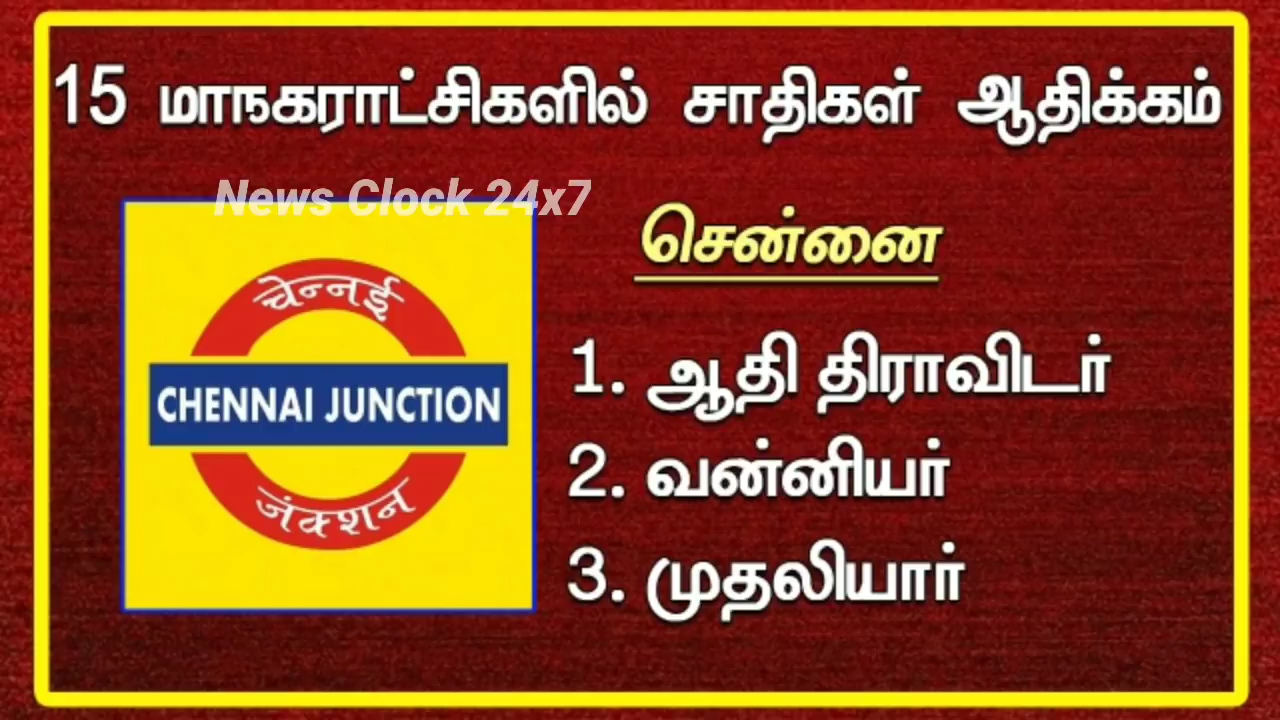 15 மாநகராட்சிகளில் சாதிகள் ஆதிக்கம்
News Clock 24x7
சென்னை
चेन्नई
CHENNAI JUNCTION
जंक्शन
1. ஆதி திராவிடர்
2. வன்னியர்
3. முதலியார்